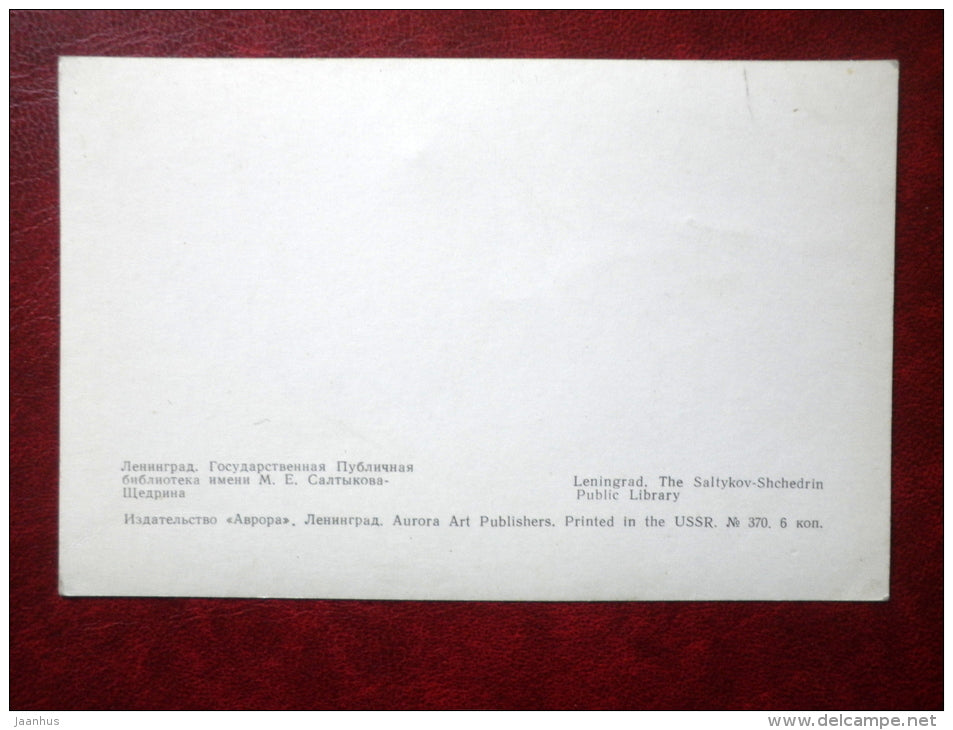 Ленинград. Государственная Публичная
библиотека имени М. Е. Салтыкова-
Щедрина
Leningrad. The Saltykov-Shchedrin
Public Library
Издательство «Аврора». Ленинград. Aurora Art Publishers. Printed in the USSR. № 370. 6 коп.
jaanhus
www.delcampe.net